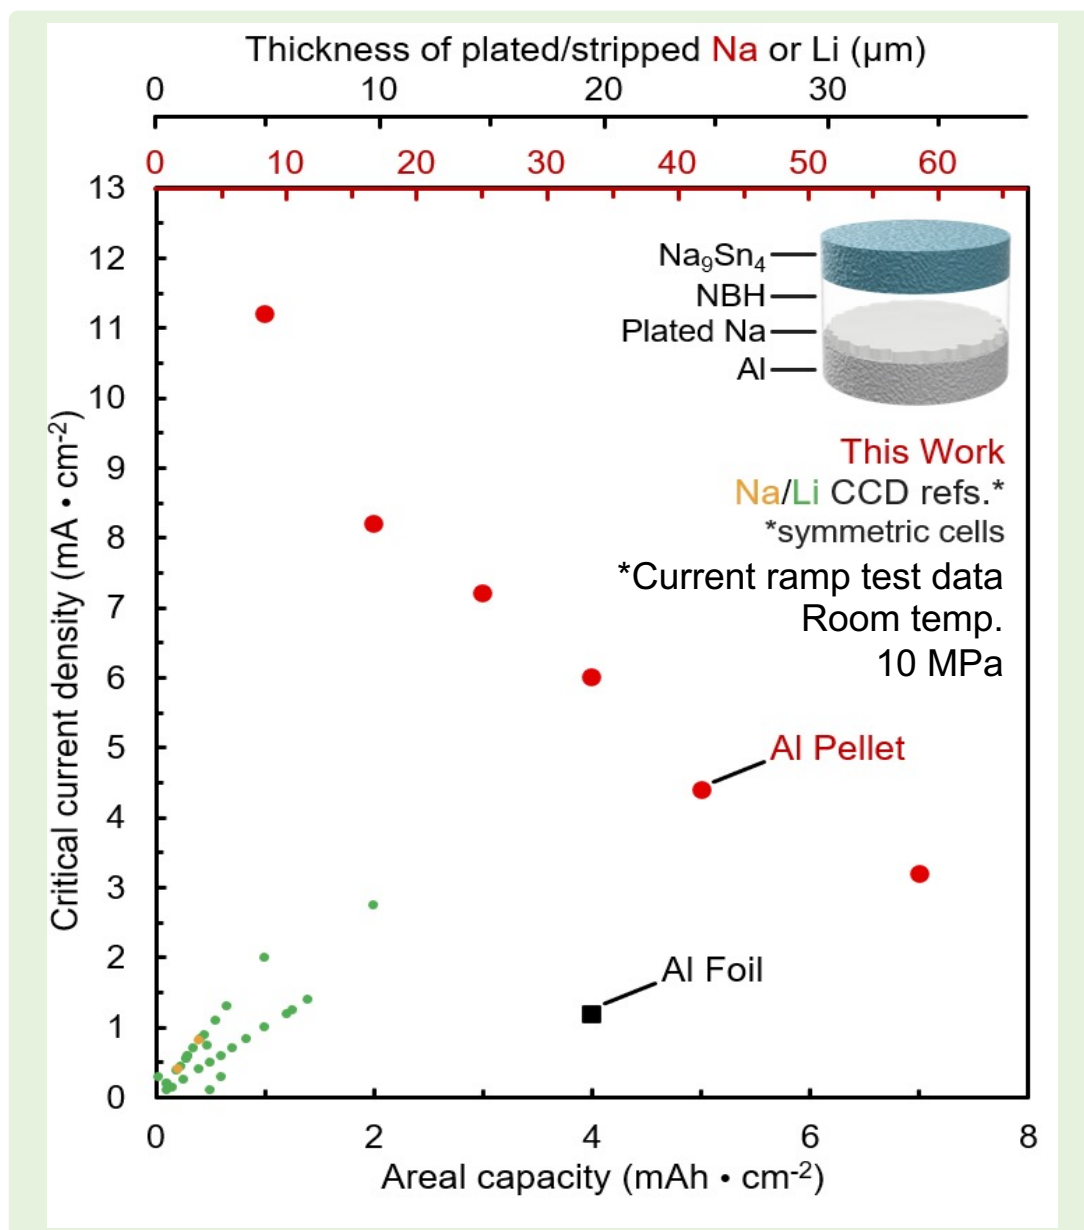 Thickness of plated/stripped Na or Li (μm)
0 10 20 30
0 10 20 30 40 50 60
13
12
11
10
9
8
7
6
5
4
3
2
1
0
Critical current density (mA • cm⁻²)
Na₉Sn₄
NBH
Plated Na
Al
This Work
Na/Li CCD refs.*
*symmetric cells
*Current ramp test data
Room temp.
10 MPa
Al Pellet
Al Foil
0 2 4 6 8
Areal capacity (mAh • cm⁻²)